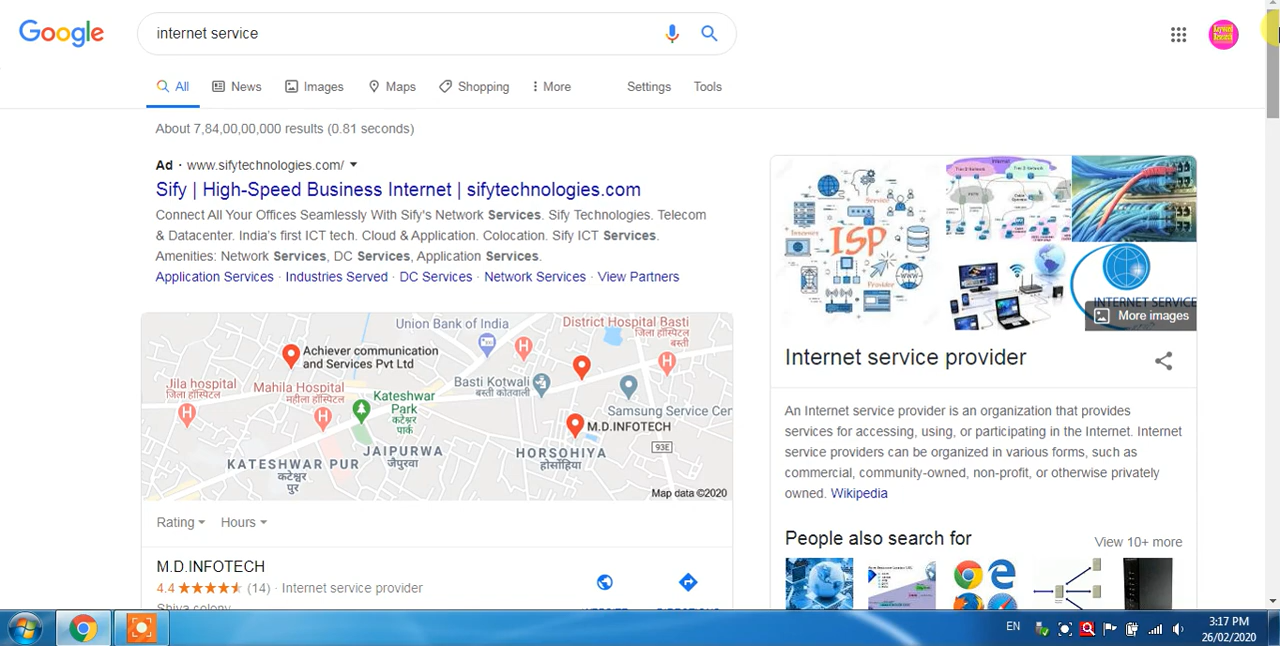 Google
internet service
Keyword
Research
All
News
Images
Maps
Shopping
More
Settings
Tools
About 7,84,00,00,000 results (0.81 seconds)
Ad · www.sifytechnologies.com/
Sify | High-Speed Business Internet | sifytechnologies.com
Connect All Your Offices Seamlessly With Sify's Network Services. Sify Technologies. Telecom
& Datacenter. India's first ICT tech. Cloud & Application. Colocation. Sify ICT Services.
Amenities: Network Services, DC Services, Application Services.
Application Services · Industries Served · DC Services · Network Services · View Partners
Union Bank of India
District Hospital Basti
जिला हॉस्पिटल
बस्ती
Achiever communication
and Services Pvt Ltd
Jila hospital
जिला हॉस्पिटल
Mahila Hospital
महिला हॉस्पिटल
Basti Kotwali
बस्ती कोतवाली
Kateshwar
Park
कटेश्वर
पार्क
Samsung Service Cer
M.D.INFOTECH
93E
JAIPURWA
जैपुरवा
HORSOHIYA
होर्सोहिया
KATESHWAR PUR
कटेश्वर
पुर
Map data ©2020
Rating
Hours
M.D.INFOTECH
4.4 (14) · Internet service provider
Shiva colony
WEBSITE
DIRECTIONS
Service
ISP
Provider
Internet
INTERNET SERVICE
More images
Internet service provider
An Internet service provider is an organization that provides
services for accessing, using, or participating in the Internet. Internet
service providers can be organized in various forms, such as
commercial, community-owned, non-profit, or otherwise privately
owned. Wikipedia
People also search for
View 10+ more
EN
3:17 PM
26/02/2020